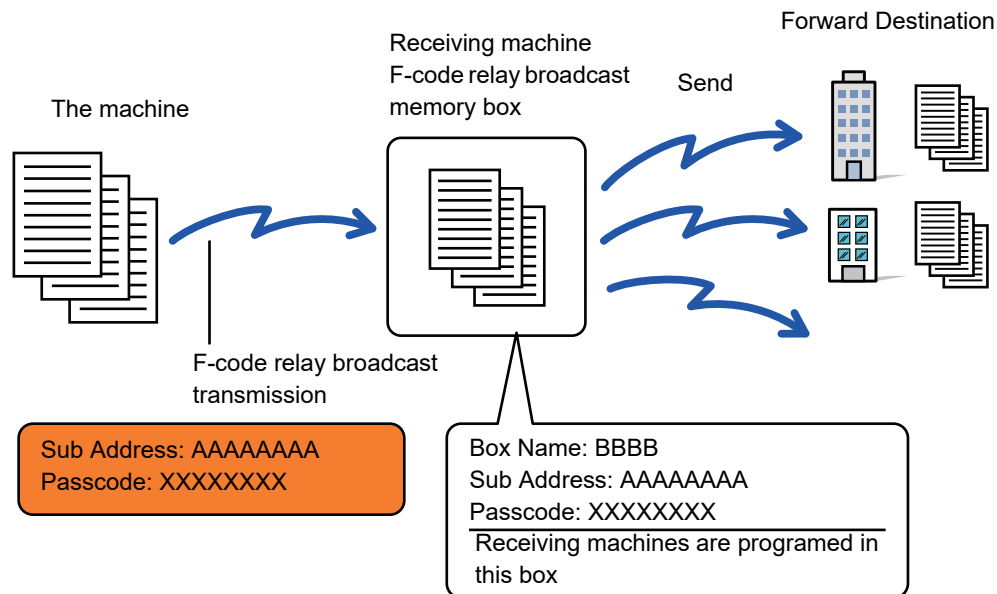 Forward Destination
Receiving machine
F-code relay broadcast
memory box
Send
The machine
F-code relay broadcast
transmission
Sub Address: AAAAAAAA
Passcode: XXXXXXXX
Box Name: BBBB
Sub Address: AAAAAAAA
Passcode: XXXXXXXX
Receiving machines are programed in
this box